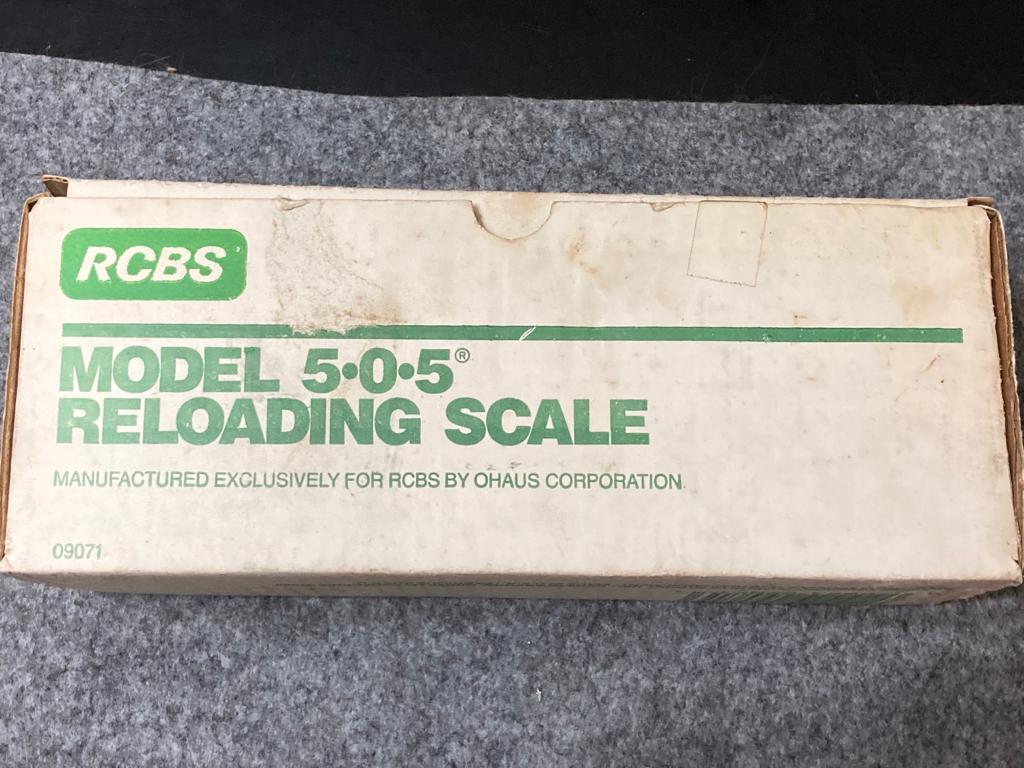 RCBS
MODEL 5•0•5®
RELOADING SCALE
MANUFACTURED EXCLUSIVELY FOR RCBS BY OHAUS CORPORATION
09071